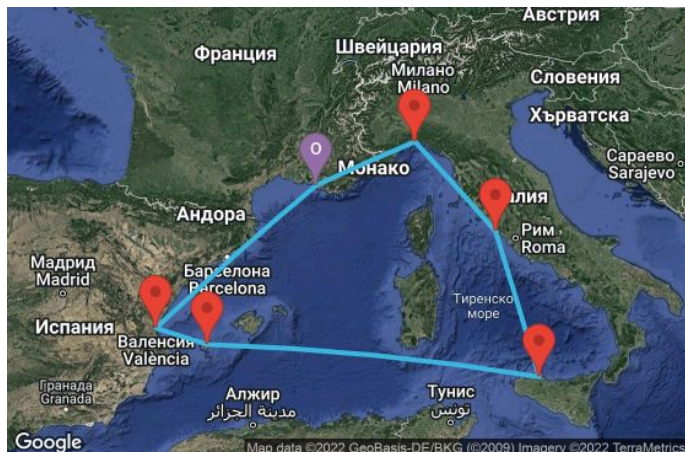 Австрия
Франция
Швейцария
Милано
Milano
Словения
Хърватска
Монако
O
Сараево
Sarajevo
Андора
алия
Рим
Roma
Барселона
Barcelona
Мадрид
Madrid
Тиренско
море
Испания
Валенсия
València
Гранада
Granada
Алжир
مدينة الجزائر
Тунис
تونس
Google
Map data ©2022 GeoBasis-DE/BKG (©2009) Imagery ©2022 TerraMetrics